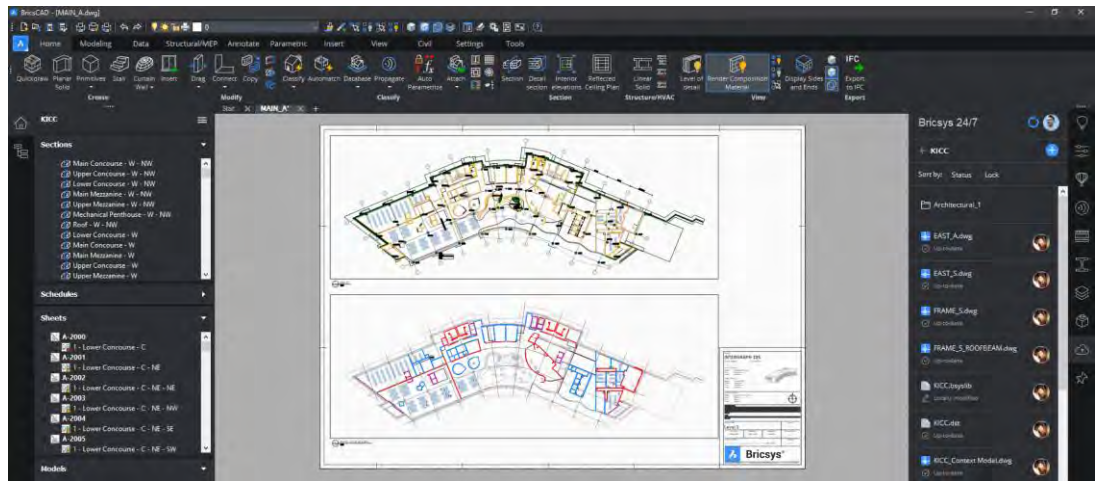 BricsCAD - [MAIN_A.dwg]
Home Modeling Data Structural/MEP Annotate Parametric Insert View Civil Settings Tools
Quickdraw Planar Solid Primitives Stair Curtain Wall Insert Drag Connect Copy Classify Automatch Database Propagate Auto Parametrize Attach Section Detail section Interior elevations Reflected Ceiling Plan Linear Solid Level of detail Render Composition Material Display Sides and Ends IFC Export to IFC
Create Modify Classify Section Structure/HVAC View Export
Start MAIN_A*
KICC
Sections
Main Concourse - W - NW
Upper Concourse - W - NW
Lower Concourse - W - NW
Main Mezzanine - W - NW
Upper Mezzanine - W - NW
Mechanical Penthouse - W - NW
Roof - W - NW
Lower Concourse - W
Main Concourse - W
Main Mezzanine - W
Upper Concourse - W
Upper Mezzanine - W
Schedules
Sheets
A-2000
1 - Lower Concourse - C
A-2001
1 - Lower Concourse - C - NE
A-2002
1 - Lower Concourse - C - NE - NE
A-2003
1 - Lower Concourse - C - NE - NW
A-2004
1 - Lower Concourse - C - NE - SE
A-2005
1 - Lower Concourse - C - NE - SW
Models
Bricsys
Bricsys 24/7
KICC
Sort by: Status Lock
Architectural_1
EAST_A.dwg
Up-to-date
EAST_S.dwg
Up-to-date
FRAME_S.dwg
Up-to-date
FRAME_S_ROOFBEAM.dwg
Up-to-date
KICC.bsyslib
Locally modified
KICC.dst
Up-to-date
KICC_Context Model.dwg
Up-to-date